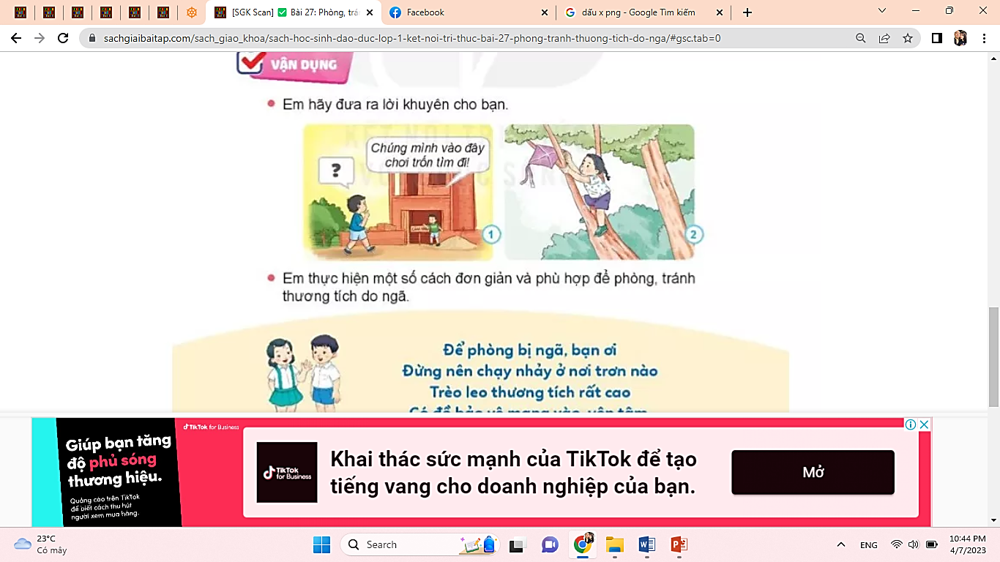 [SGK Scan] ✅ Bài 27: Phòng, trá
Facebook
dấu x png - Google Tìm kiếm
sachgiaibaitap.com/sach_giao_khoa/sach-hoc-sinh-dao-duc-lop-1-ket-noi-tri-thuc-bai-27-phong-tranh-thuong-tich-do-nga/#gsc.tab=0
VẬN DỤNG
Em hãy đưa ra lời khuyên cho bạn.
Chúng mình vào đây
chơi trốn tìm đi!
?
1
2
Em thực hiện một số cách đơn giản và phù hợp để phòng, tránh
thương tích do ngã.
Để phòng bị ngã, bạn ơi
Đừng nên chạy nhảy ở nơi trơn nào
Trèo leo thương tích rất cao
TikTok for Business
Giúp bạn tăng
độ phủ sóng
thương hiệu.
Quảng cáo trên TikTok
để biết cách thu hút
người xem mua hàng.
TikTok
for Business
Khai thác sức mạnh của TikTok để tạo
tiếng vang cho doanh nghiệp của bạn.
Mở
23°C
Có mây
Search
ENG
10:44 PM
4/7/2023